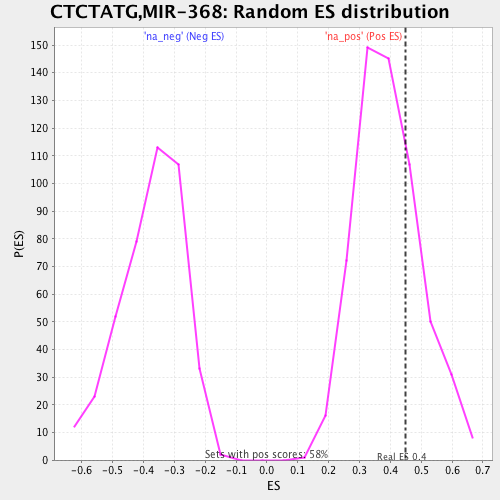 CTCTATG,MIR-368: Random ES distribution
'na_neg' (Neg ES) 'na_pos' (Pos ES)
150
140
130
120
110
100
90
80
70
60
50
40
30
20
10
0
P(ES)
Sets with pos scores: 58% Real ES 0.4
-0.6 -0.5 -0.4 -0.3 -0.2 -0.1 0.0 0.1 0.2 0.3 0.4 0.5 0.6 0.7
ES